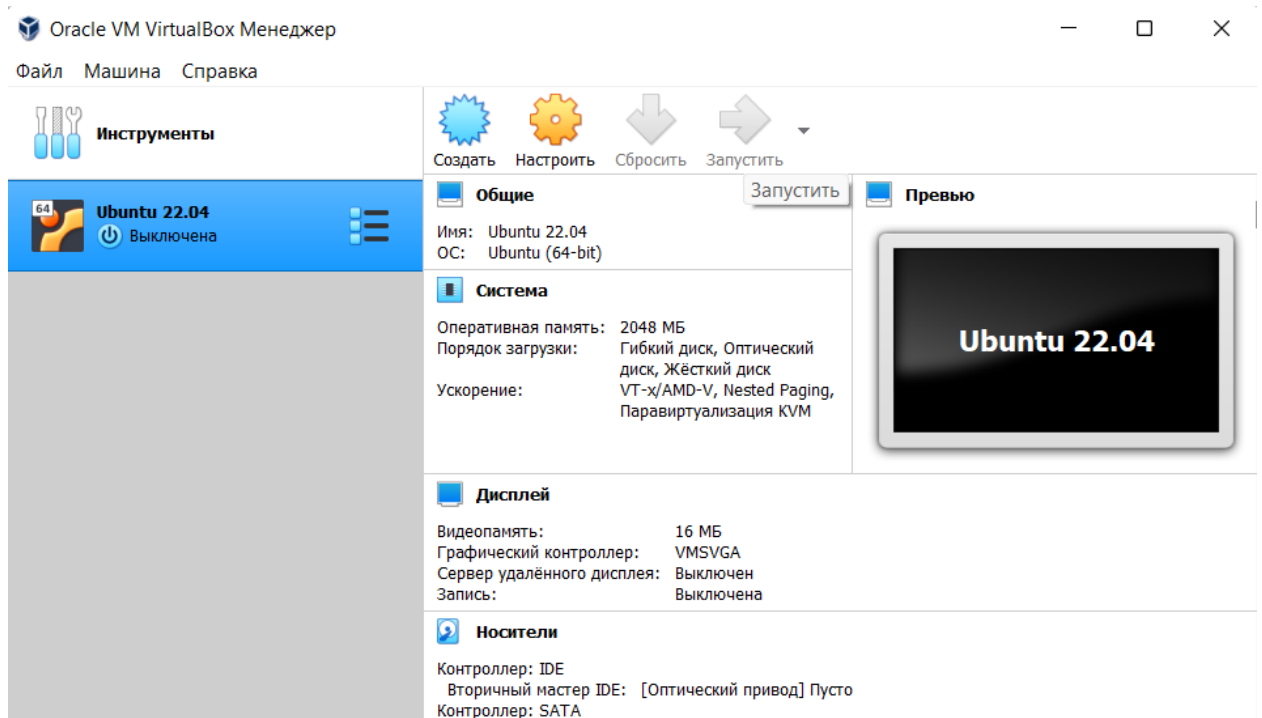 Oracle VM VirtualBox Менеджер
Файл Машина Справка
Инструменты
Создать Настроить Сбросить Запустить
Запустить
64
Ubuntu 22.04
Выключена
Общие
Имя: Ubuntu 22.04
ОС: Ubuntu (64-bit)
Система
Оперативная память: 2048 МБ
Порядок загрузки: Гибкий диск, Оптический
диск, Жёсткий диск
Ускорение: VT-x/AMD-V, Nested Paging,
Паравиртуализация KVM
Превью
Ubuntu 22.04
Дисплей
Видеопамять: 16 МБ
Графический контроллер: VMSVGA
Сервер удалённого дисплея: Выключен
Запись: Выключена
Носители
Контроллер: IDE
Вторичный мастер IDE: [Оптический привод] Пусто
Контроллер: SATA